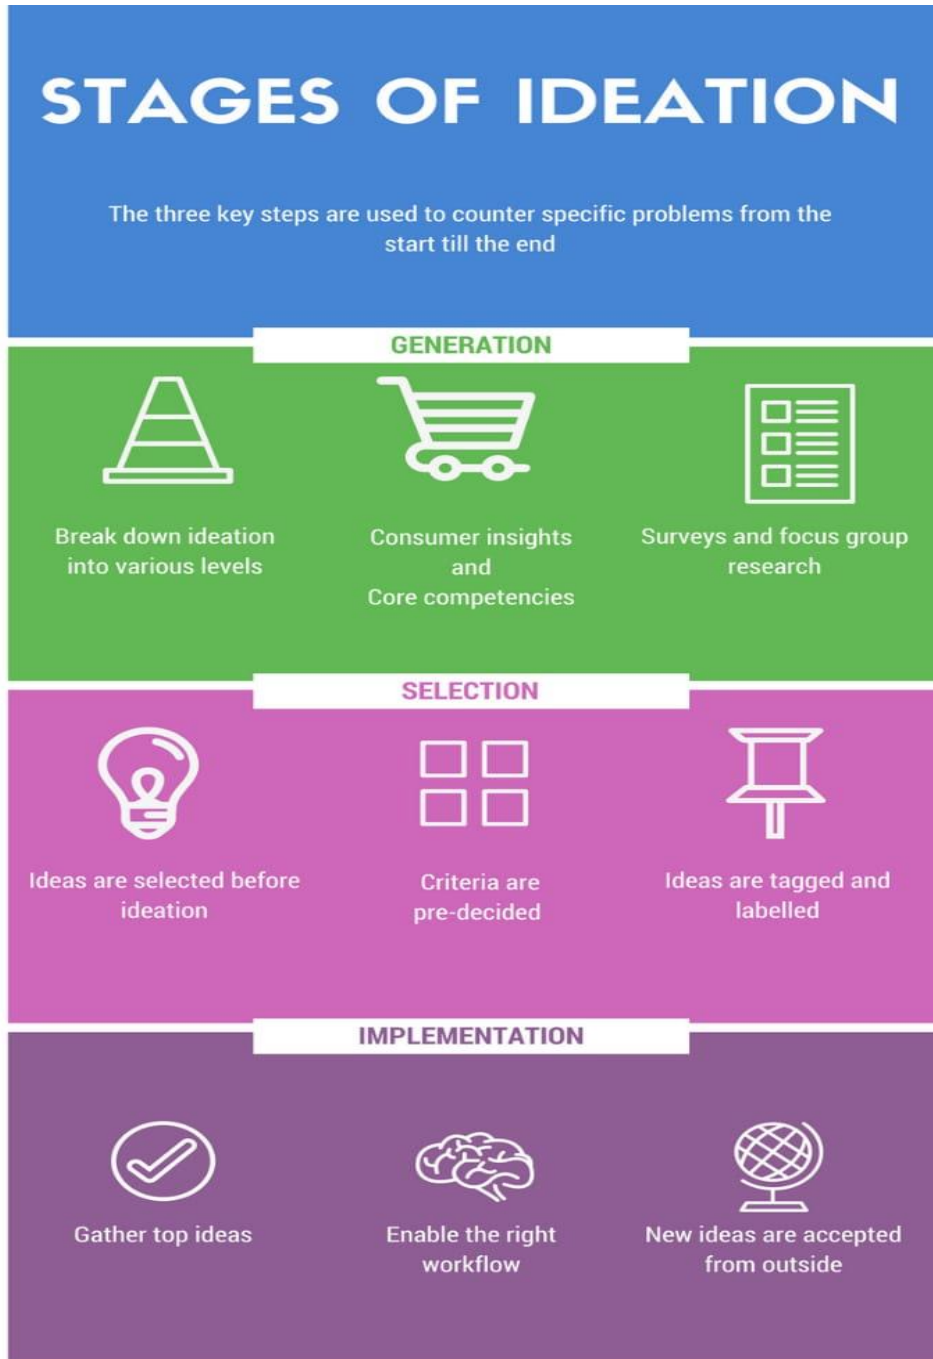 STAGES OF IDEATION
The three key steps are used to counter specific problems from the
start till the end
GENERATION
Break down ideation
into various levels
Consumer insights
and
Core competencies
Surveys and focus group
research
SELECTION
Ideas are selected before
ideation
Criteria are
pre-decided
Ideas are tagged and
labelled
IMPLEMENTATION
Gather top ideas
Enable the right
workflow
New ideas are accepted
from outside